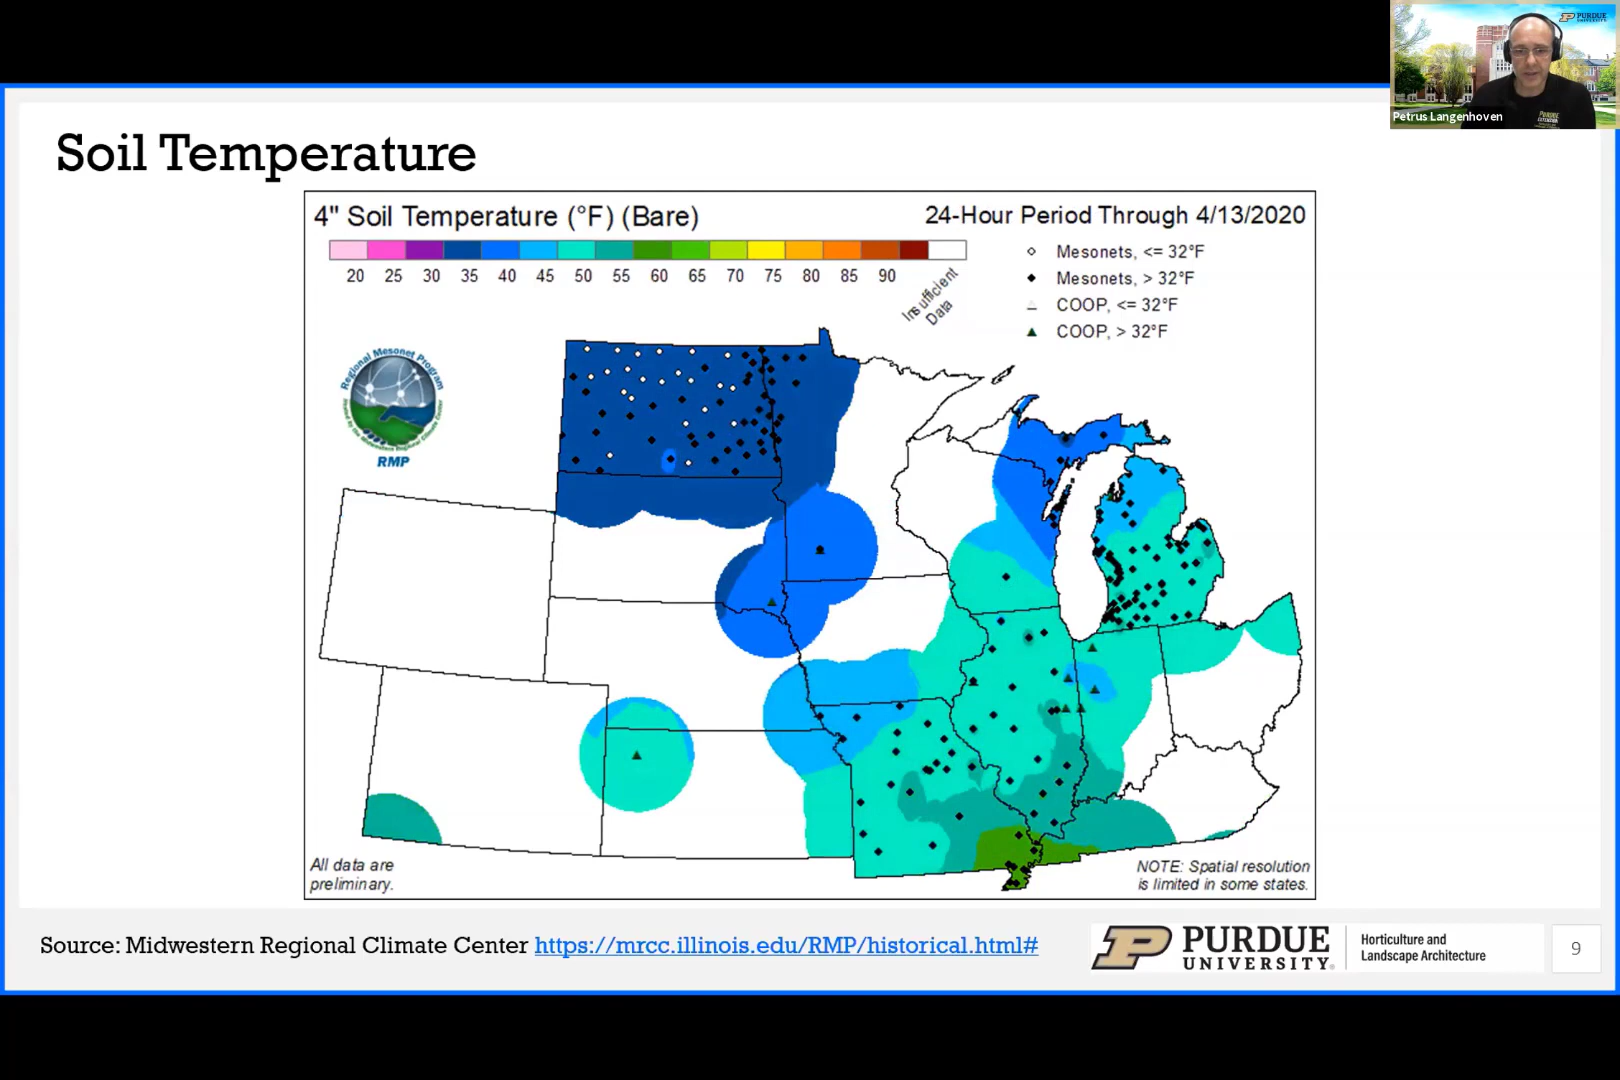 PURDUE
UNIVERSITY
Petrus Langenhoven
PURDUE
Soil Temperature
4" Soil Temperature (°F) (Bare)
24-Hour Period Through 4/13/2020
20 25 30 35 40 45 50 55 60 65 70 75 80 85 90
Insufficient
Data
Mesonets, <= 32°F
Mesonets, > 32°F
COOP, <= 32°F
COOP, > 32°F
Regional Mesonet Program
RMP
All data are
preliminary.
NOTE: Spatial resolution
is limited in some states.
Source: Midwestern Regional Climate Center https://mrcc.illinois.edu/RMP/historical.html#
PURDUE
UNIVERSITY®
Horticulture and
Landscape Architecture
9